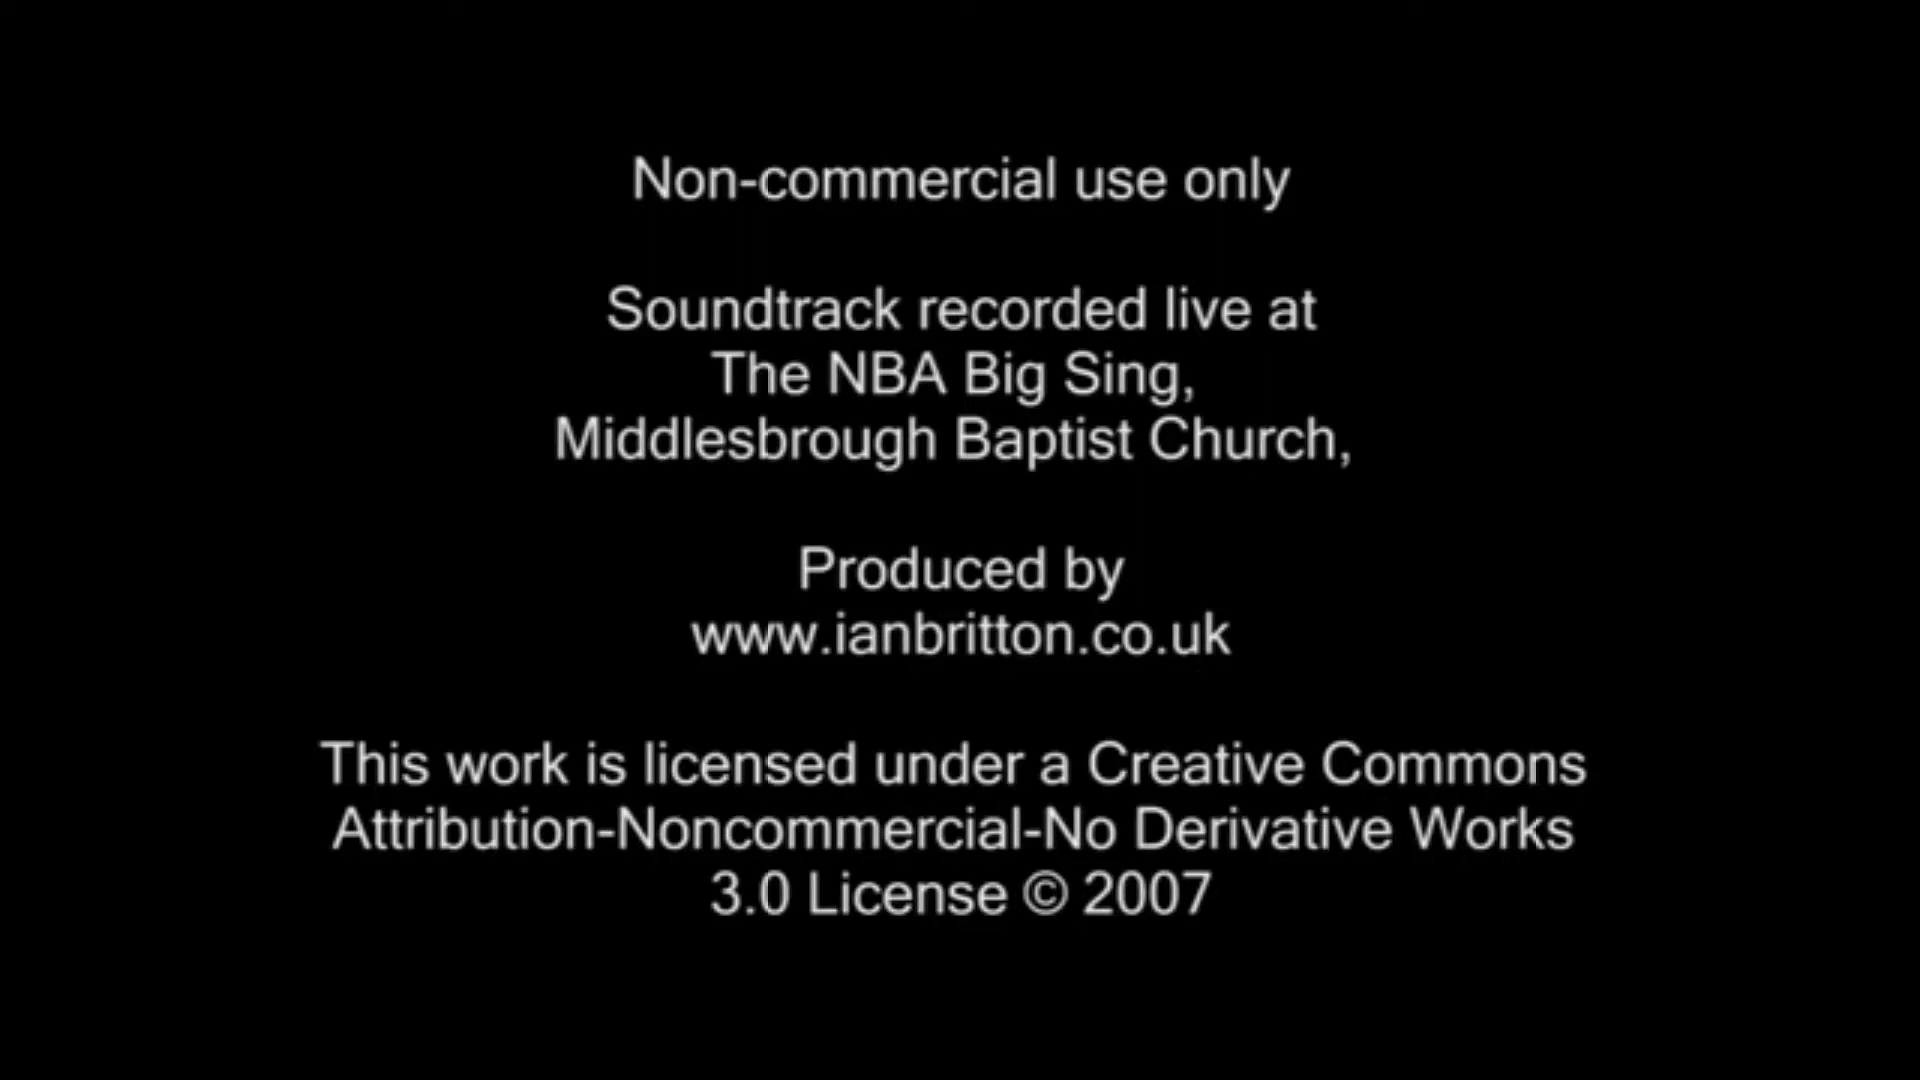 Non-commercial use only
Soundtrack recorded live at
The NBA Big Sing,
Middlesbrough Baptist Church,
Produced by
www.ianbritton.co.uk
This work is licensed under a Creative Commons
Attribution-Noncommercial-No Derivative Works
3.0 License © 2007